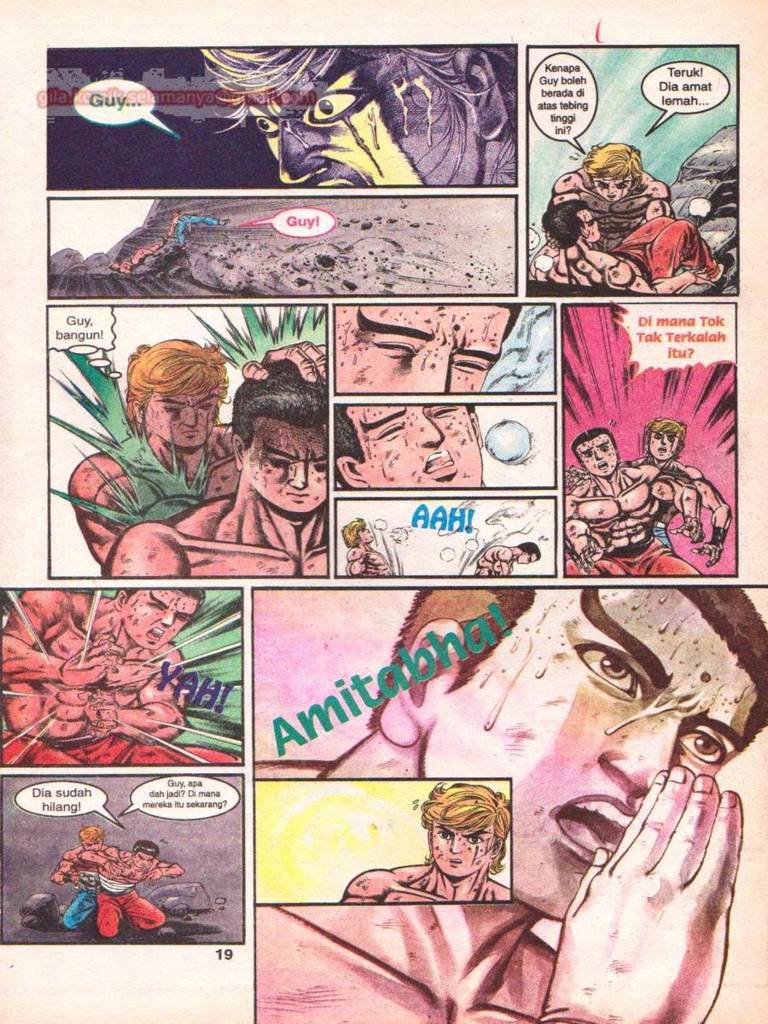 Guy...
Kenapa
Guy boleh
berada di
atas tebing
tinggi
ini?
Teruk!
Dia amat
lemah...
Guy!
Guy,
bangun!
AAH!
Di mana Tok
Tak Terkalah
itu?
YAH!
Amitabha!
Dia sudah
hilang!
Guy, apa
dah jadi? Di mana
mereka itu sekarang?
19